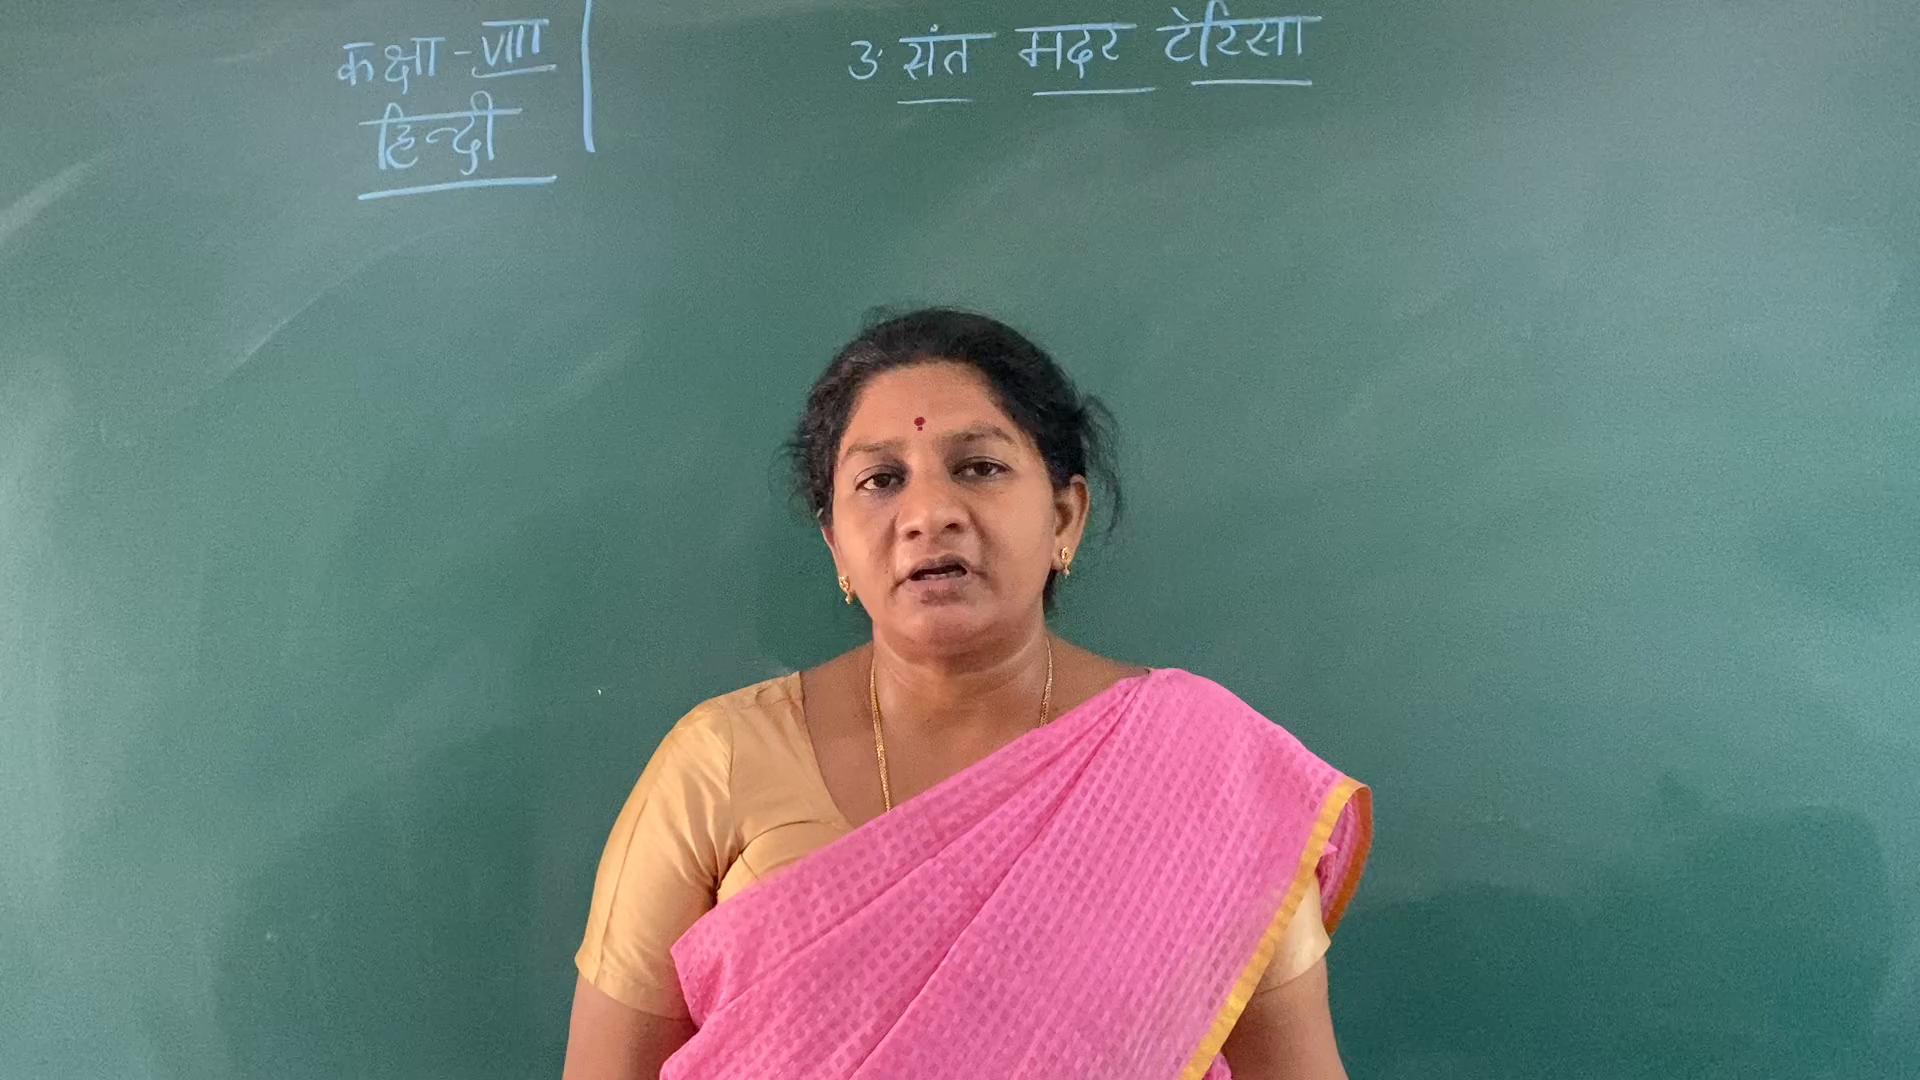 कक्षा - VIII
हिन्दी
3. संत मदर टेरिसा